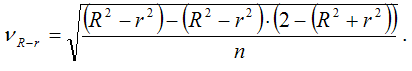 ν_{R−r} = √( ( (R² − r²) − (R² − r²)·(2 − (R² + r²)) ) / n ) .